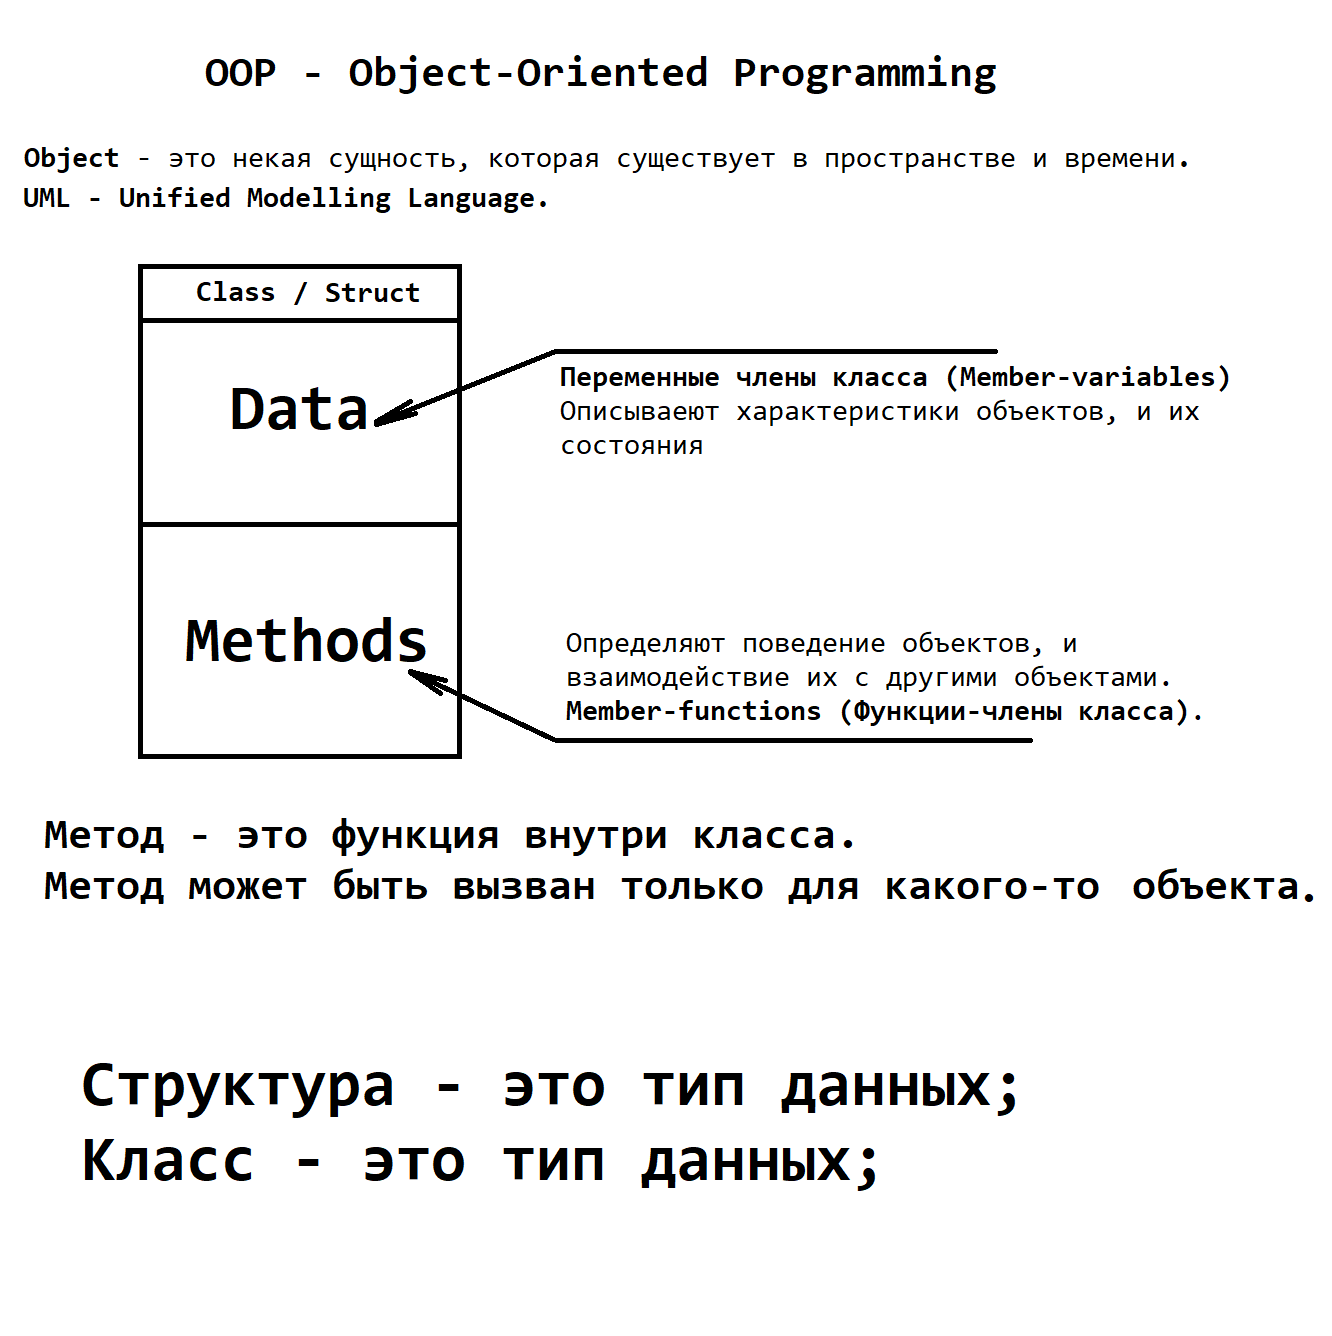 OOP - Object-Oriented Programming
Object - это некая сущность, которая существует в пространстве и времени.
UML - Unified Modelling Language.
Class / Struct
Data
Переменные члены класса (Member-variables)
Описываеют характеристики объектов, и их
состояния
Methods
Определяют поведение объектов, и
взаимодействие их с другими объектами.
Member-functions (Функции-члены класса).
Метод - это функция внутри класса.
Метод может быть вызван только для какого-то объекта.
Структура - это тип данных;
Класс - это тип данных;